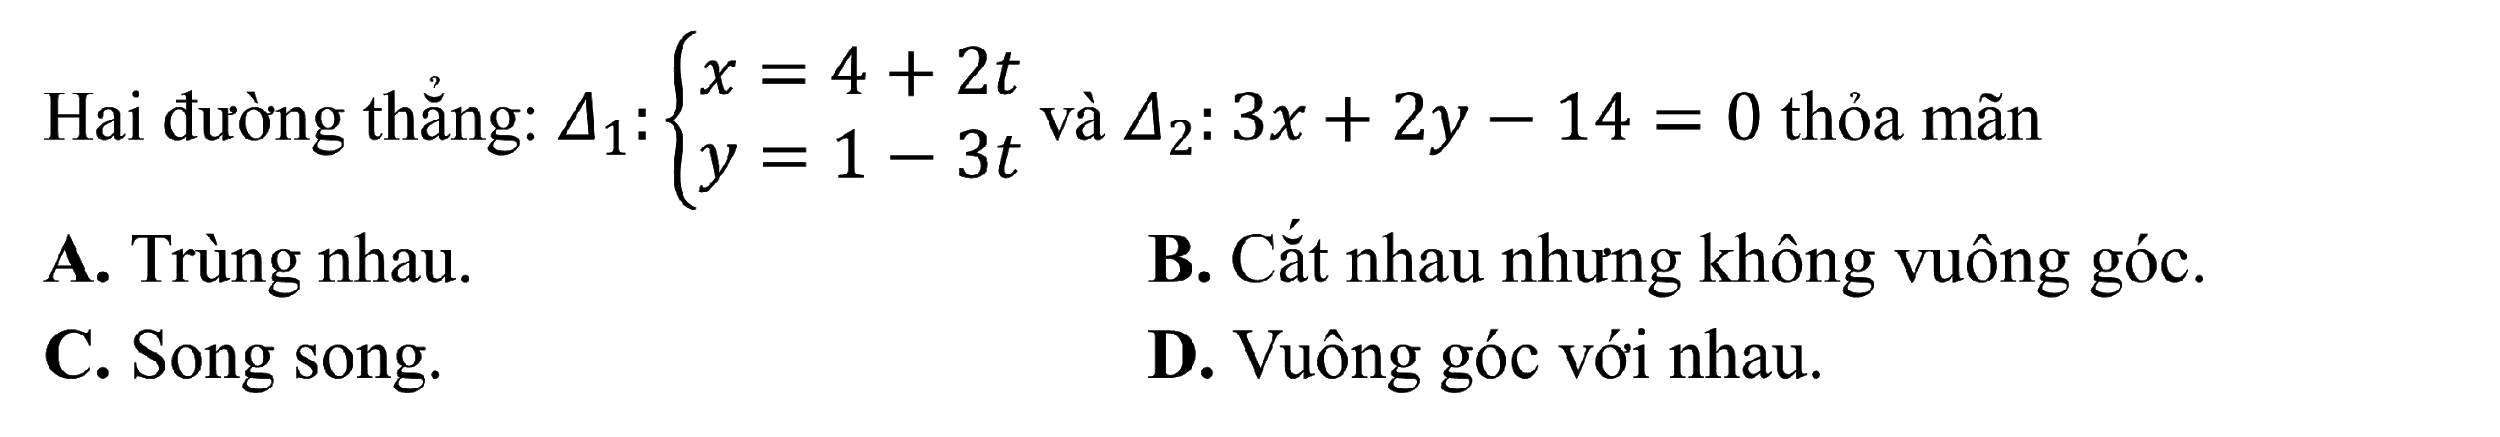 Hai đường thẳng: Δ₁: {x = 4 + 2t; y = 1 − 3t và Δ₂: 3x + 2y − 14 = 0 thỏa mãn
A. Trùng nhau. B. Cắt nhau nhưng không vuông góc.
C. Song song. D. Vuông góc với nhau.